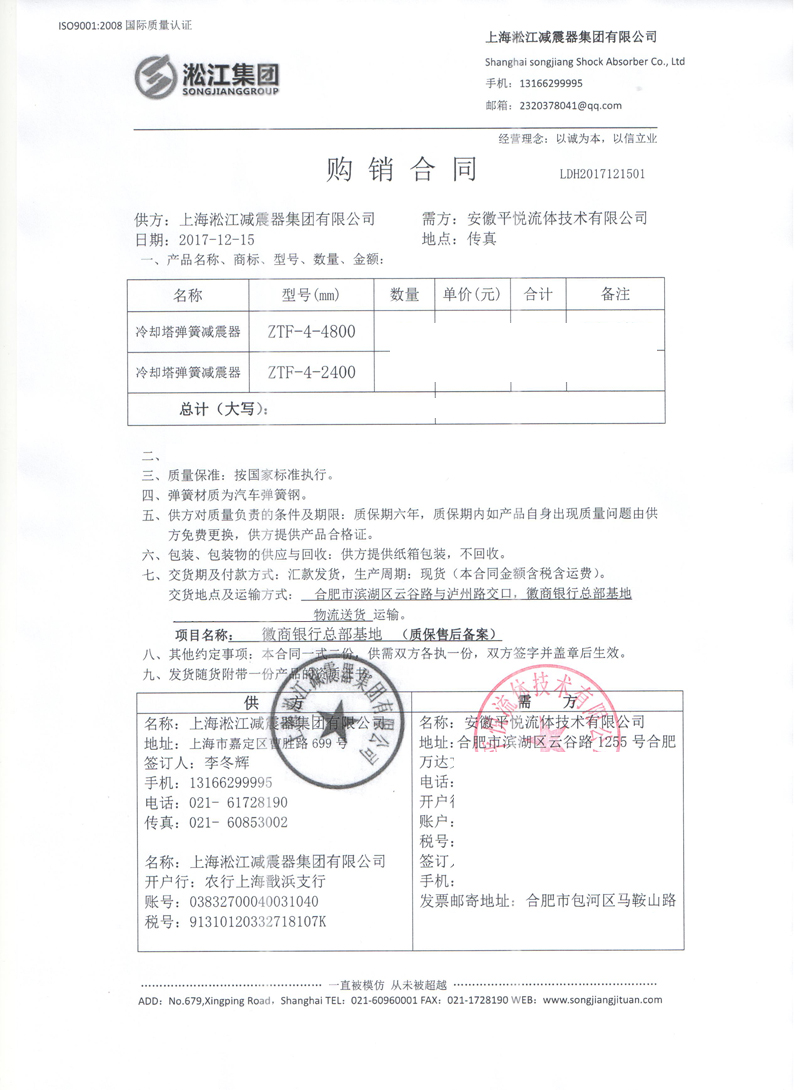 ISO9001:2008 国际质量认证
淞江集团
SONGJIANGGROUP
上海淞江减震器集团有限公司
Shanghai songjiang Shock Absorber Co., Ltd
手机：13166299995
邮箱：2320378041@qq.com
经营理念：以诚为本，以信立业
购销合同
LDH2017121501
供方：上海淞江减震器集团有限公司 需方：安徽平悦流体技术有限公司
日期：2017-12-15 地点：传真
一、产品名称、商标、型号、数量、金额：
名称 型号(mm) 数量 单价(元) 合计 备注
冷却塔弹簧减震器 ZTF-4-4800
冷却塔弹簧减震器 ZTF-4-2400
总计（大写）：
二、
三、质量保准：按国家标准执行。
四、弹簧材质为汽车弹簧钢。
五、供方对质量负责的条件及期限：质保期六年，质保期内如产品自身出现质量问题由供
方免费更换，供方提供产品合格证。
六、包装、包装物的供应与回收：供方提供纸箱包装，不回收。
七、交货期及付款方式：汇款发货，生产周期：现货（本合同金额含税含运费）。
交货地点及运输方式： 合肥市滨湖区云谷路与泸州路交口，徽商银行总部基地
物流送货 运输。
项目名称： 徽商银行总部基地 （质保售后备案）
八、其他约定事项：本合同一式二份，供需双方各执一份，双方签字并盖章后生效。
九、发货随货附带一份产品的资质证书
供 方
名称：上海淞江减震器集团有限公司
地址：上海市嘉定区曹胜路 699 号
签订人：李冬辉
手机：13166299995
电话：021- 61728190
传真：021- 60853002
名称：上海淞江减震器集团有限公司
开户行：农行上海戬浜支行
账号：03832700040031040
税号：91310120332718107K
需 方
名称：安徽平悦流体技术有限公司
地址：合肥市滨湖区云谷路 1255 号合肥
万达
电话：
开户行
账户：
税号：
签订人
手机：
发票邮寄地址：合肥市包河区马鞍山路
一直被模仿 从未被超越
ADD：No.679,Xingping Road，Shanghai TEL：021-60960001 FAX：021-1728190 WEB：www.songjiangjituan.com